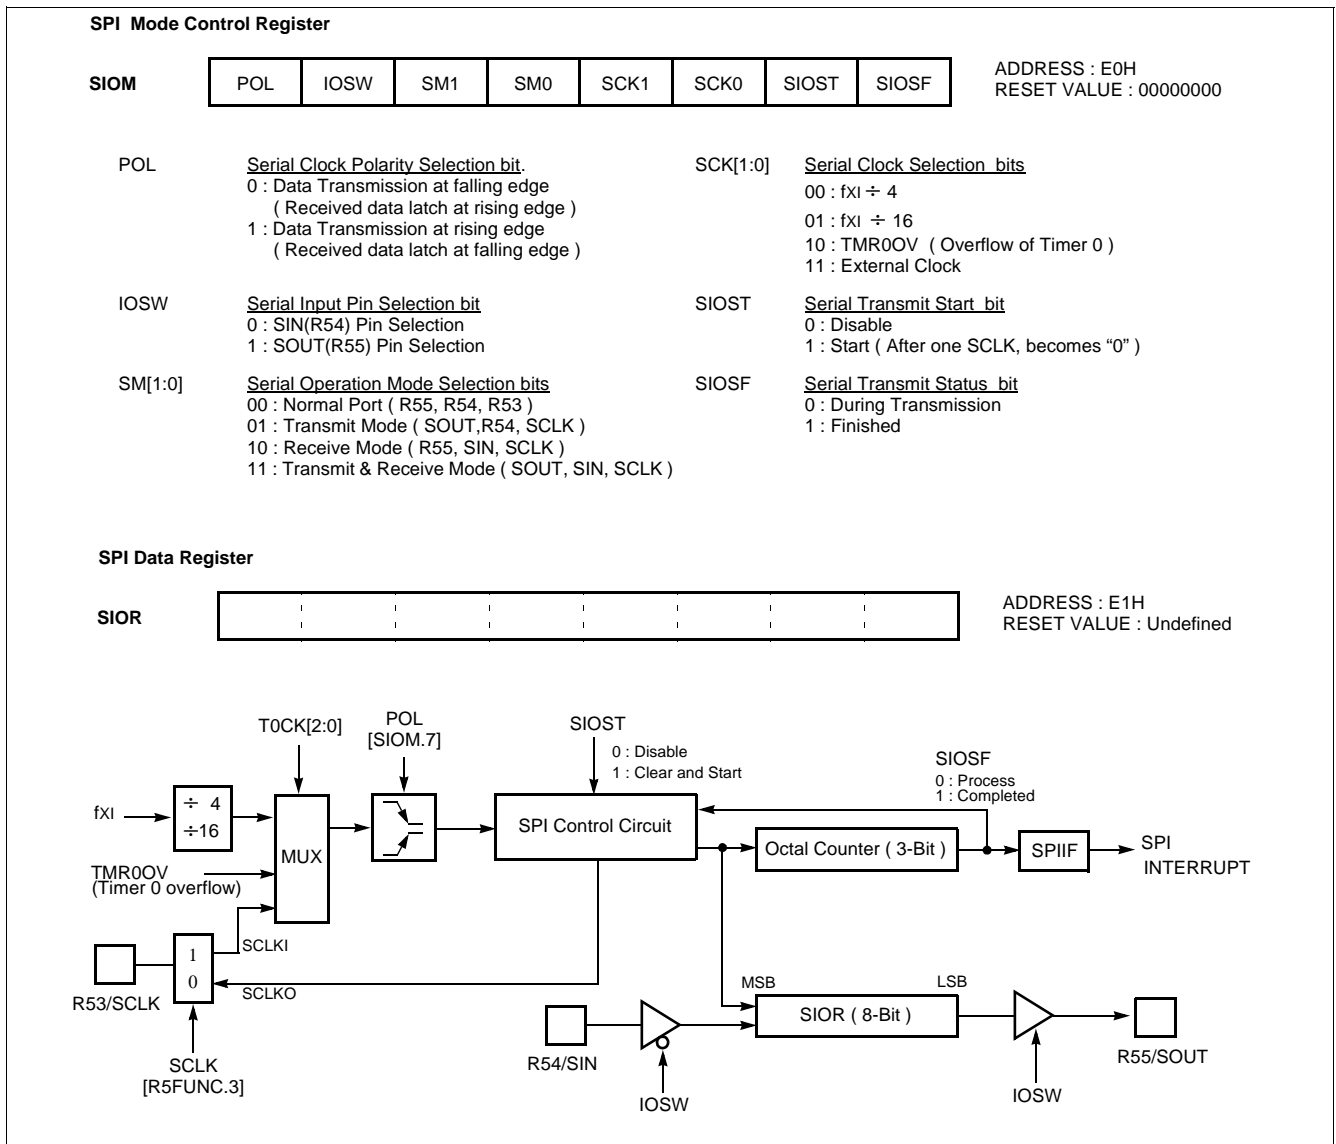 SPI Mode Control Register
SIOM POL IOSW SM1 SM0 SCK1 SCK0 SIOST SIOSF
ADDRESS : E0H
RESET VALUE : 00000000
POL Serial Clock Polarity Selection bit.
0 : Data Transmission at falling edge
( Received data latch at rising edge )
1 : Data Transmission at rising edge
( Received data latch at falling edge )
SCK[1:0] Serial Clock Selection bits
00 : fXI ÷ 4
01 : fXI ÷ 16
10 : TMR0OV ( Overflow of Timer 0 )
11 : External Clock
IOSW Serial Input Pin Selection bit
0 : SIN(R54) Pin Selection
1 : SOUT(R55) Pin Selection
SIOST Serial Transmit Start bit
0 : Disable
1 : Start ( After one SCLK, becomes “0” )
SM[1:0] Serial Operation Mode Selection bits
00 : Normal Port ( R55, R54, R53 )
01 : Transmit Mode ( SOUT,R54, SCLK )
10 : Receive Mode ( R55, SIN, SCLK )
11 : Transmit & Receive Mode ( SOUT, SIN, SCLK )
SIOSF Serial Transmit Status bit
0 : During Transmission
1 : Finished
SPI Data Register
SIOR
ADDRESS : E1H
RESET VALUE : Undefined
T0CK[2:0]
POL
[SIOM.7]
SIOST
0 : Disable
1 : Clear and Start
SIOSF
0 : Process
1 : Completed
fXI
÷ 4
÷16
MUX
SPI Control Circuit
Octal Counter ( 3-Bit )
SPIIF
SPI
INTERRUPT
TMR0OV
(Timer 0 overflow)
SCLKI
1
0
SCLKO
R53/SCLK
SCLK
[R5FUNC.3]
MSB
LSB
SIOR ( 8-Bit )
R54/SIN
IOSW
R55/SOUT
IOSW